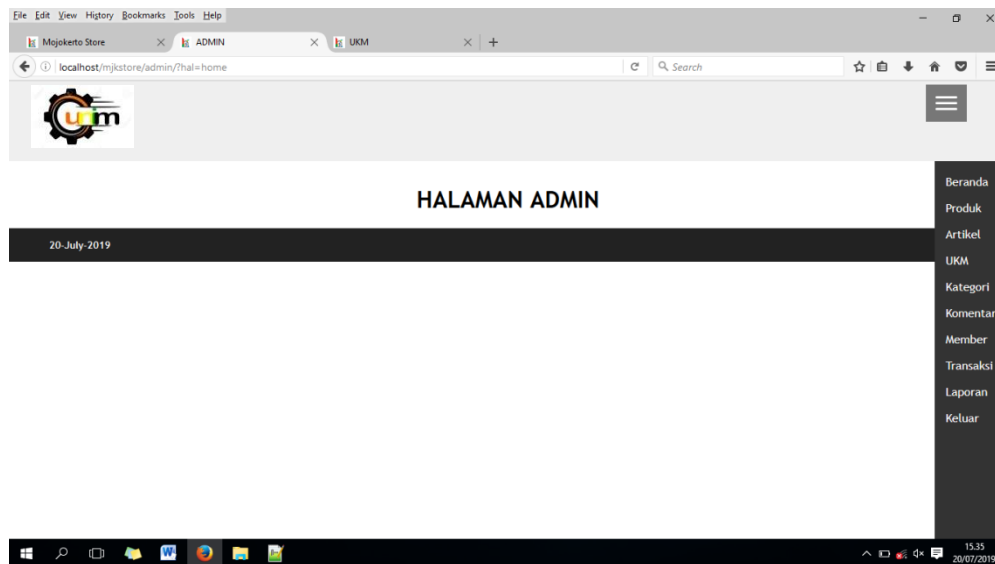 File Edit View History Bookmarks Tools Help
Mojokerto Store ADMIN UKM
localhost/mjkstore/admin/?hal=home Search
HALAMAN ADMIN
20-July-2019
Beranda
Produk
Artikel
UKM
Kategori
Komentar
Member
Transaksi
Laporan
Keluar
15.35
20/07/2019